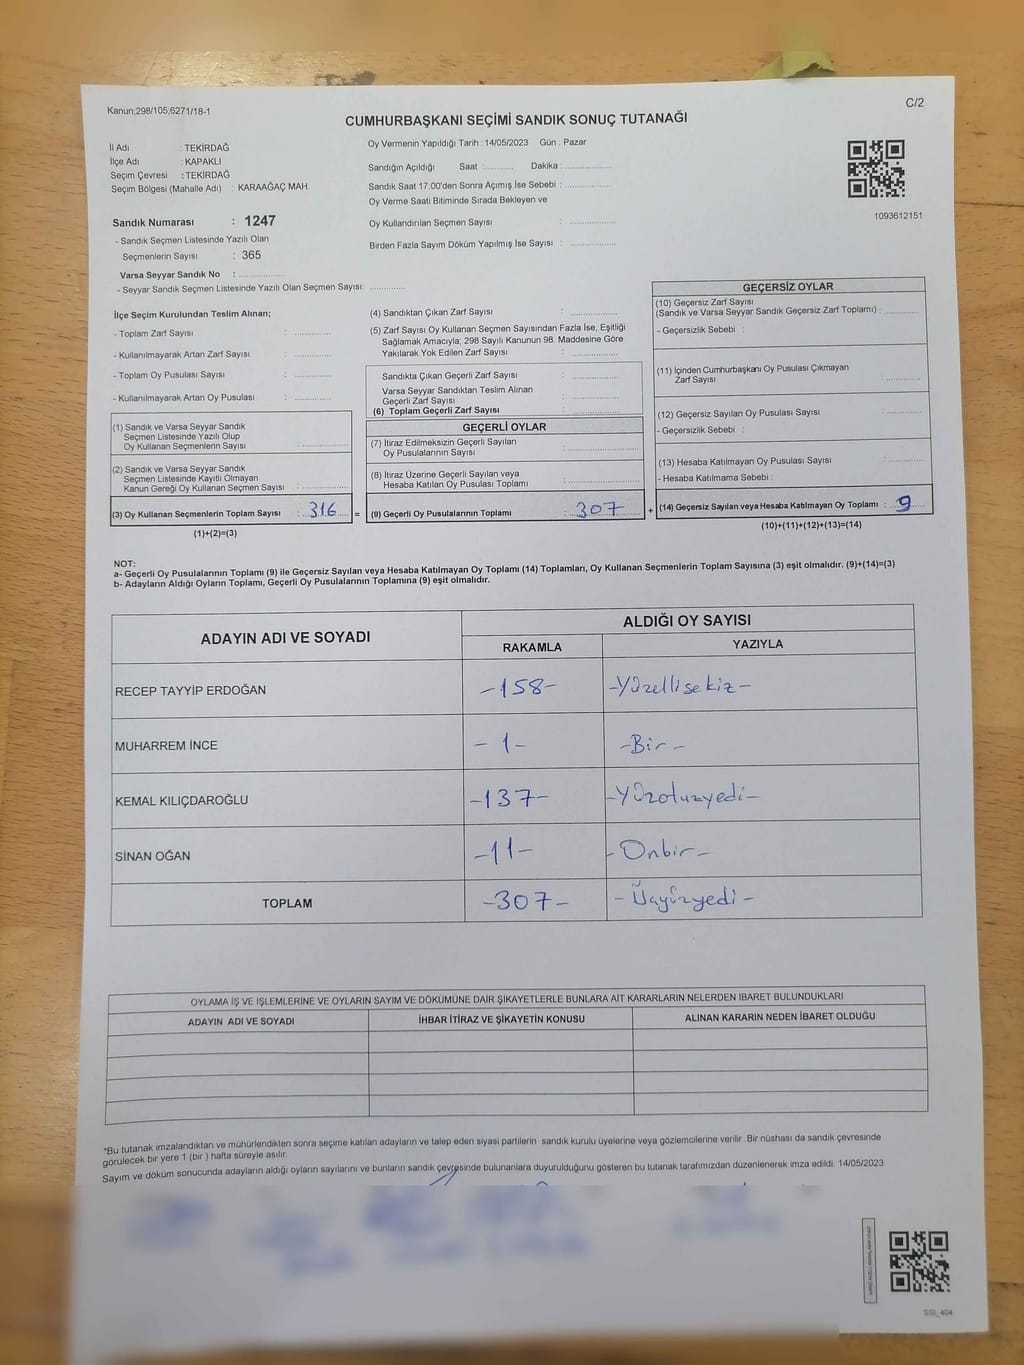 Kanun;298/105;6271/18-1
C/2
CUMHURBAŞKANI SEÇİMİ SANDIK SONUÇ TUTANAĞI
İl Adı : TEKİRDAĞ
İlçe Adı : KAPAKLI
Seçim Çevresi : TEKİRDAĞ
Seçim Bölgesi (Mahalle Adı) : KARAAĞAÇ MAH.
Oy Vermenin Yapıldığı Tarih : 14/05/2023 Gün : Pazar
Sandığın Açıldığı Saat :............ Dakika :..................
Sandık Saat 17:00'den Sonra Açımış İse Sebebi :..................
Oy Verme Saati Bitiminde Sırada Bekleyen ve
Oy Kullandırılan Seçmen Sayısı :..................
Birden Fazla Sayım Döküm Yapılmış İse Sayısı :..................
1093612151
Sandık Numarası : 1247
- Sandık Seçmen Listesinde Yazılı Olan
Seçmenlerin Sayısı : 365
Varsa Seyyar Sandık No :..................
- Seyyar Sandık Seçmen Listesinde Yazılı Olan Seçmen Sayısı: ..............
İlçe Seçim Kurulundan Teslim Alınan;
- Toplam Zarf Sayısı :..............
- Kullanılmayarak Artan Zarf Sayısı :..............
- Toplam Oy Pusulası Sayısı :..............
- Kullanılmayarak Artan Oy Pusulası :..............
(1) Sandık ve Varsa Seyyar Sandık
Seçmen Listesinde Yazılı Olup
Oy Kullanan Seçmenlerin Sayısı :..................
(2) Sandık ve Varsa Seyyar Sandık
Seçmen Listesinde Kayıtlı Olmayan
Kanun Gereği Oy Kullanan Seçmen Sayısı :..................
(3) Oy Kullanan Seçmenlerin Toplam Sayısı : 316 =
(1)+(2)=(3)
(4) Sandıktan Çıkan Zarf Sayısı :..................
(5) Zarf Sayısı Oy Kullanan Seçmen Sayısından Fazla İse, Eşitliği
Sağlamak Amacıyla; 298 Sayılı Kanunun 98. Maddesine Göre
Yakılarak Yok Edilen Zarf Sayısı :..................
Sandıkta Çıkan Geçerli Zarf Sayısı :..................
Varsa Seyyar Sandıktan Teslim Alınan
Geçerli Zarf Sayısı :..................
(6) Toplam Geçerli Zarf Sayısı :..................
GEÇERLİ OYLAR
(7) İtiraz Edilmeksizin Geçerli Sayılan
Oy Pusulalarının Sayısı :..................
(8) İtiraz Üzerine Geçerli Sayılan veya
Hesaba Katılan Oy Pusulası Toplamı :..................
(9) Geçerli Oy Pusulalarının Toplamı : 307 +
GEÇERSİZ OYLAR
(10) Geçersiz Zarf Sayısı
(Sandık ve Varsa Seyyar Sandık Geçersiz Zarf Toplamı) :............
- Geçersizlik Sebebi :
(11) İçinden Cumhurbaşkanı Oy Pusulası Çıkmayan
Zarf Sayısı :............
(12) Geçersiz Sayılan Oy Pusulası Sayısı :............
- Geçersizlik Sebebi :
(13) Hesaba Katılmayan Oy Pusulası Sayısı :............
- Hesaba Katılmama Sebebi :
(14) Geçersiz Sayılan veya Hesaba Katılmayan Oy Toplamı : 9
(10)+(11)+(12)+(13)=(14)
NOT:
a- Geçerli Oy Pusulalarının Toplamı (9) ile Geçersiz Sayılan veya Hesaba Katılmayan Oy Toplamı (14) Toplamları, Oy Kullanan Seçmenlerin Toplam Sayısına (3) eşit olmalıdır. (9)+(14)=(3)
b- Adayların Aldığı Oyların Toplamı, Geçerli Oy Pusulalarının Toplamına (9) eşit olmalıdır.
ADAYIN ADI VE SOYADI
ALDIĞI OY SAYISI
RAKAMLA YAZIYLA
RECEP TAYYİP ERDOĞAN -158- -Yüzellisekiz-
MUHARREM İNCE -1- -Bir-
KEMAL KILIÇDAROĞLU -137- -Yüzotuzyedi-
SİNAN OĞAN -11- -Onbir-
TOPLAM -307- -Üçyüzyedi-
OYLAMA İŞ VE İŞLEMLERİNE VE OYLARIN SAYIM VE DÖKÜMÜNE DAİR ŞİKAYETLERLE BUNLARA AİT KARARLARIN NELERDEN İBARET BULUNDUKLARI
ADAYIN ADI VE SOYADI İHBAR İTİRAZ VE ŞİKAYETİN KONUSU ALINAN KARARIN NEDEN İBARET OLDUĞU
*Bu tutanak imzalandıktan ve mühürlendikten sonra seçime katılan adayların ve talep eden siyasi partilerin sandık kurulu üyelerine veya gözlemcilerine verilir. Bir nüshası da sandık çevresinde
görülecek bir yere 1 (bir ) hafta süreyle asılır.
Sayım ve döküm sonucunda adayların aldığı oyların sayılarını ve bunların sandık çevresinde bulunanlara duyurulduğunu gösteren bu tutanak tarafımızdan düzenlenerek imza edildi. 14/05/2023
SSI_404